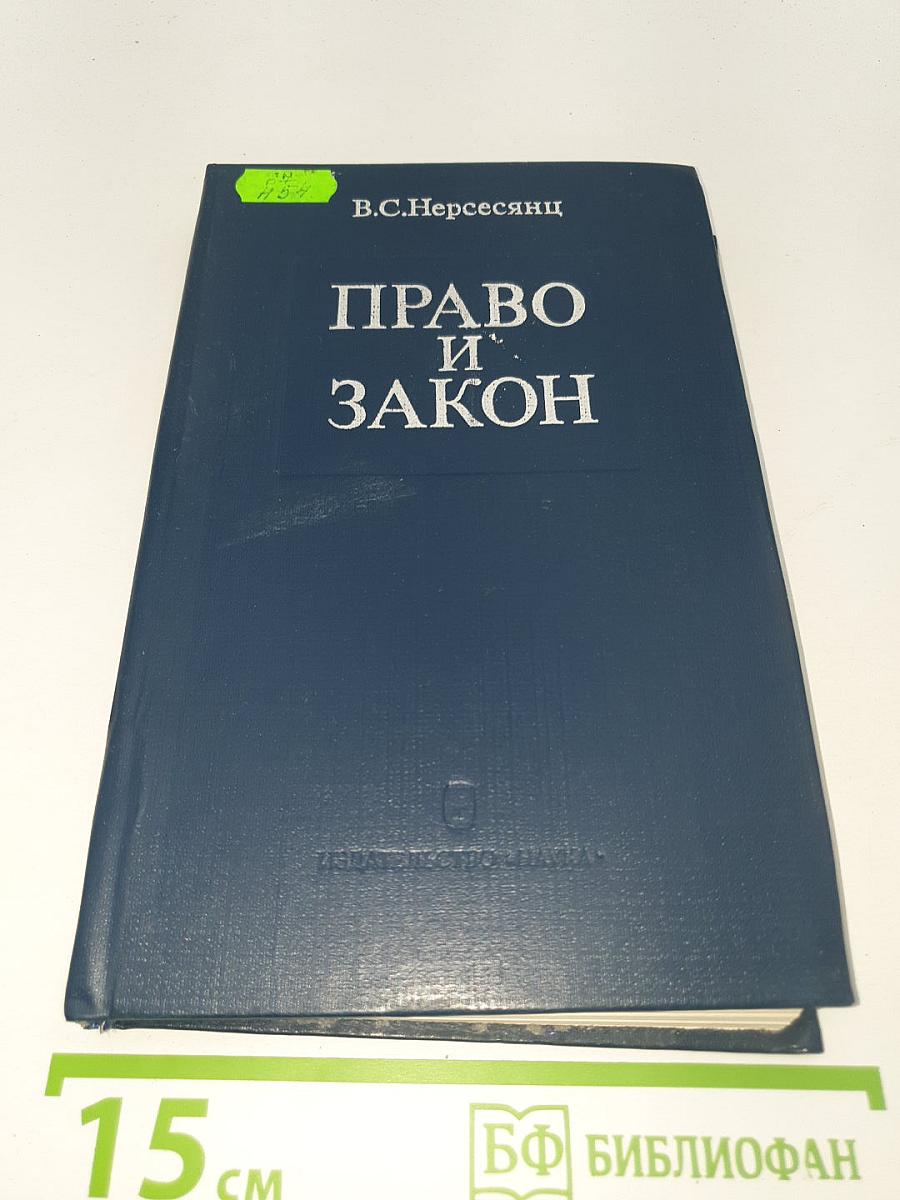 В.С.Нерсесянц
ПРАВО
И
ЗАКОН
ИЗДАТЕЛЬСТВО «НАУКА»
15 см
БФ БИБЛИОФАН